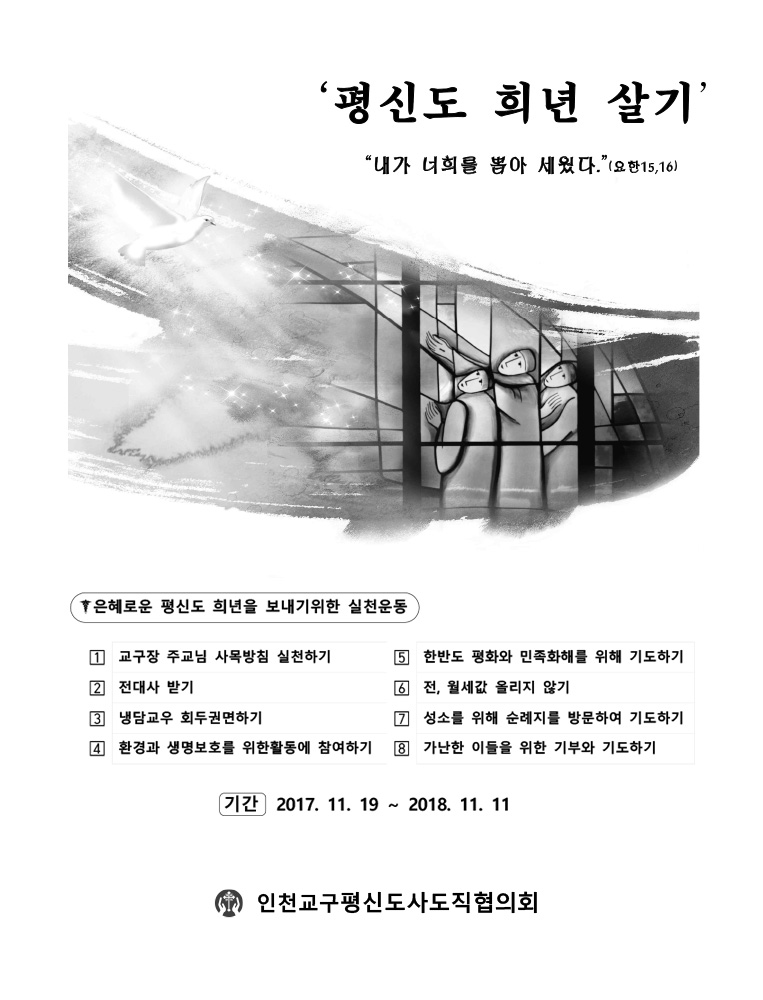 ‘평신도 희년 살기’
“내가 너희를 뽑아 세웠다.”(요한15,16)
은혜로운 평신도 희년을 보내기위한 실천운동
1 교구장 주교님 사목방침 실천하기
2 전대사 받기
3 냉담교우 회두권면하기
4 환경과 생명보호를 위한활동에 참여하기
5 한반도 평화와 민족화해를 위해 기도하기
6 전, 월세값 올리지 않기
7 성소를 위해 순례지를 방문하여 기도하기
8 가난한 이들을 위한 기부와 기도하기
기간 2017. 11. 19 ~ 2018. 11. 11
인천교구평신도사도직협의회